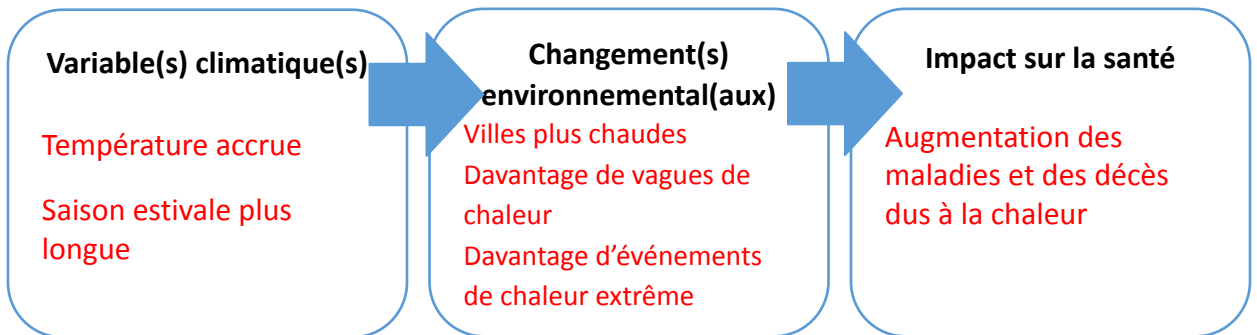 Variable(s) climatique(s)
Température accrue
Saison estivale plus
longue
Changement(s)
environnemental(aux)
Villes plus chaudes
Davantage de vagues de
chaleur
Davantage d’événements
de chaleur extrême
Impact sur la santé
Augmentation des
maladies et des décès
dus à la chaleur